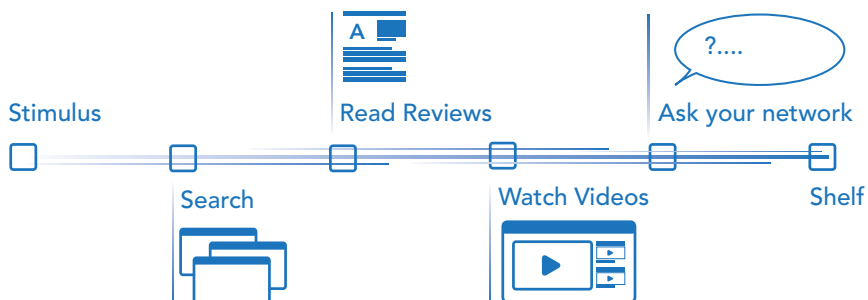 A
?....
Stimulus
Read Reviews
Ask your network
Search
Watch Videos
Shelf